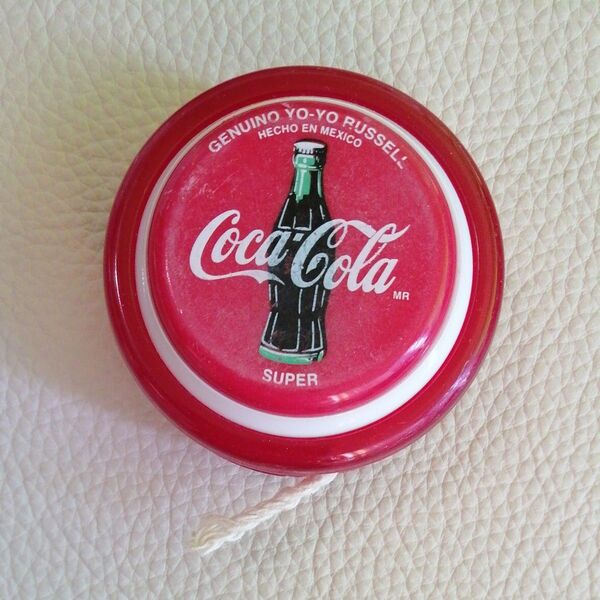 GENUINO YO-YO RUSSELL
HECHO EN MEXICO
Coca-Cola
MR
SUPER